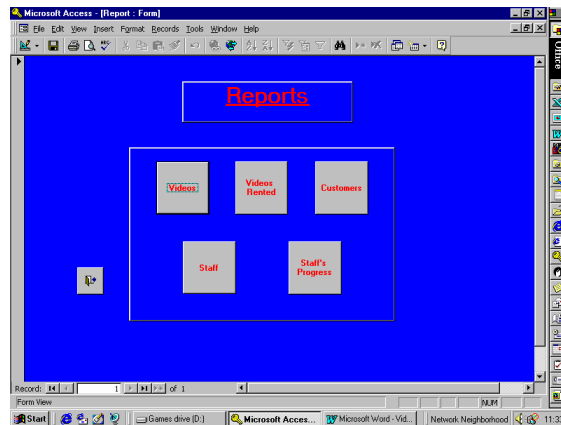 Microsoft Access - [Report : Form]
File Edit View Insert Format Records Tools Window Help
Office
Reports
Videos
Videos
Rented
Customers
Staff
Staff's
Progress
Record: 1 of 1
Form View
NUM
Start
Games drive (D:)
Microsoft Acces...
Microsoft Word - Vid...
Network Neighborhood